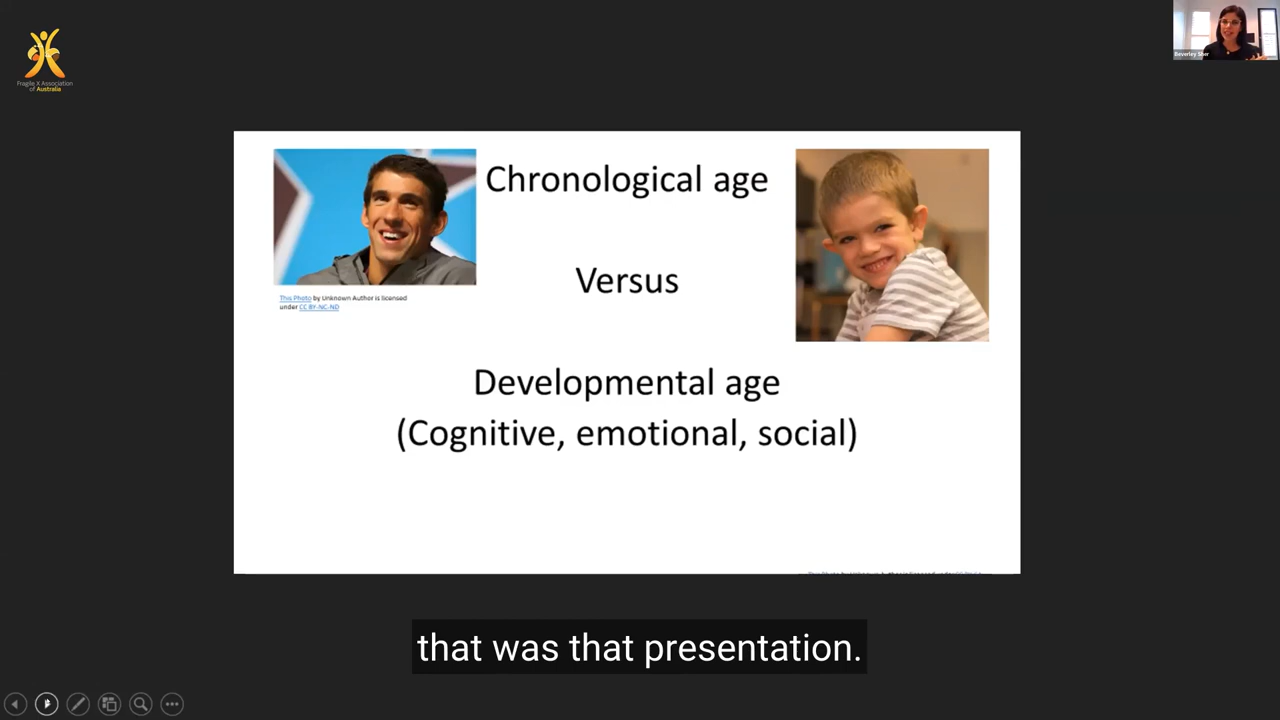 Beverley Sher
Fragile X Association
of Australia
Chronological age
Versus
This Photo by Unknown Author is licensed
under CC BY-NC-ND
Developmental age
(Cognitive, emotional, social)
that was that presentation.